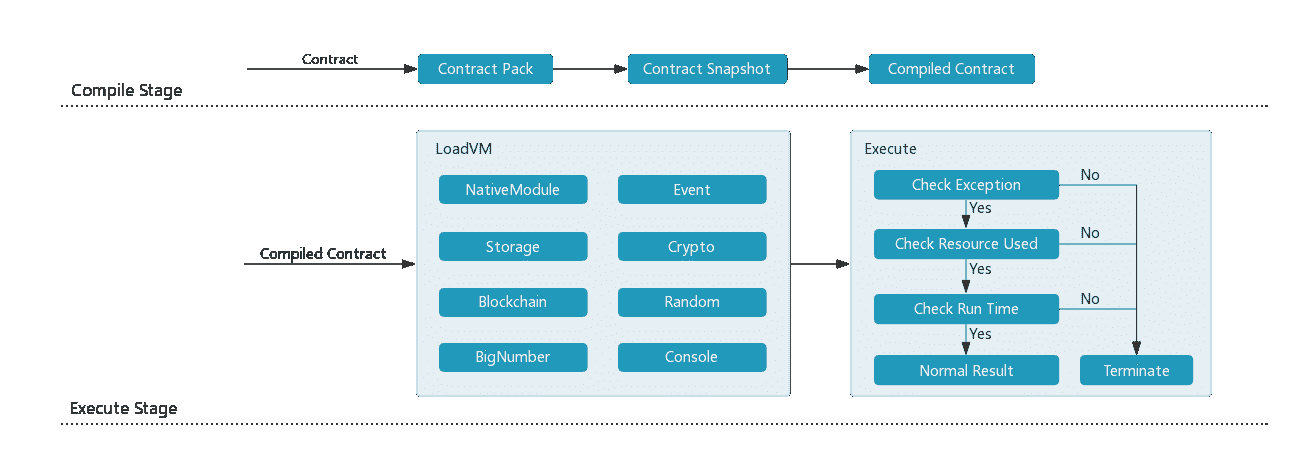 Contract
Contract Pack
Contract Snapshot
Compiled Contract
Compile Stage
LoadVM
NativeModule
Event
Storage
Crypto
Blockchain
Random
BigNumber
Console
Compiled Contract
Execute
Check Exception
No
Yes
Check Resource Used
No
Yes
Check Run Time
No
Yes
Normal Result
Terminate
Execute Stage